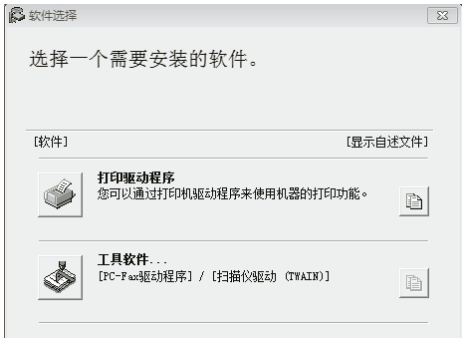 软件选择
选择一个需要安装的软件。
[软件] [显示自述文件]
打印驱动程序
您可以通过打印机驱动程序来使用机器的打印功能。
工具软件...
[PC-Fax驱动程序] / [扫描仪驱动 (TWAIN)]